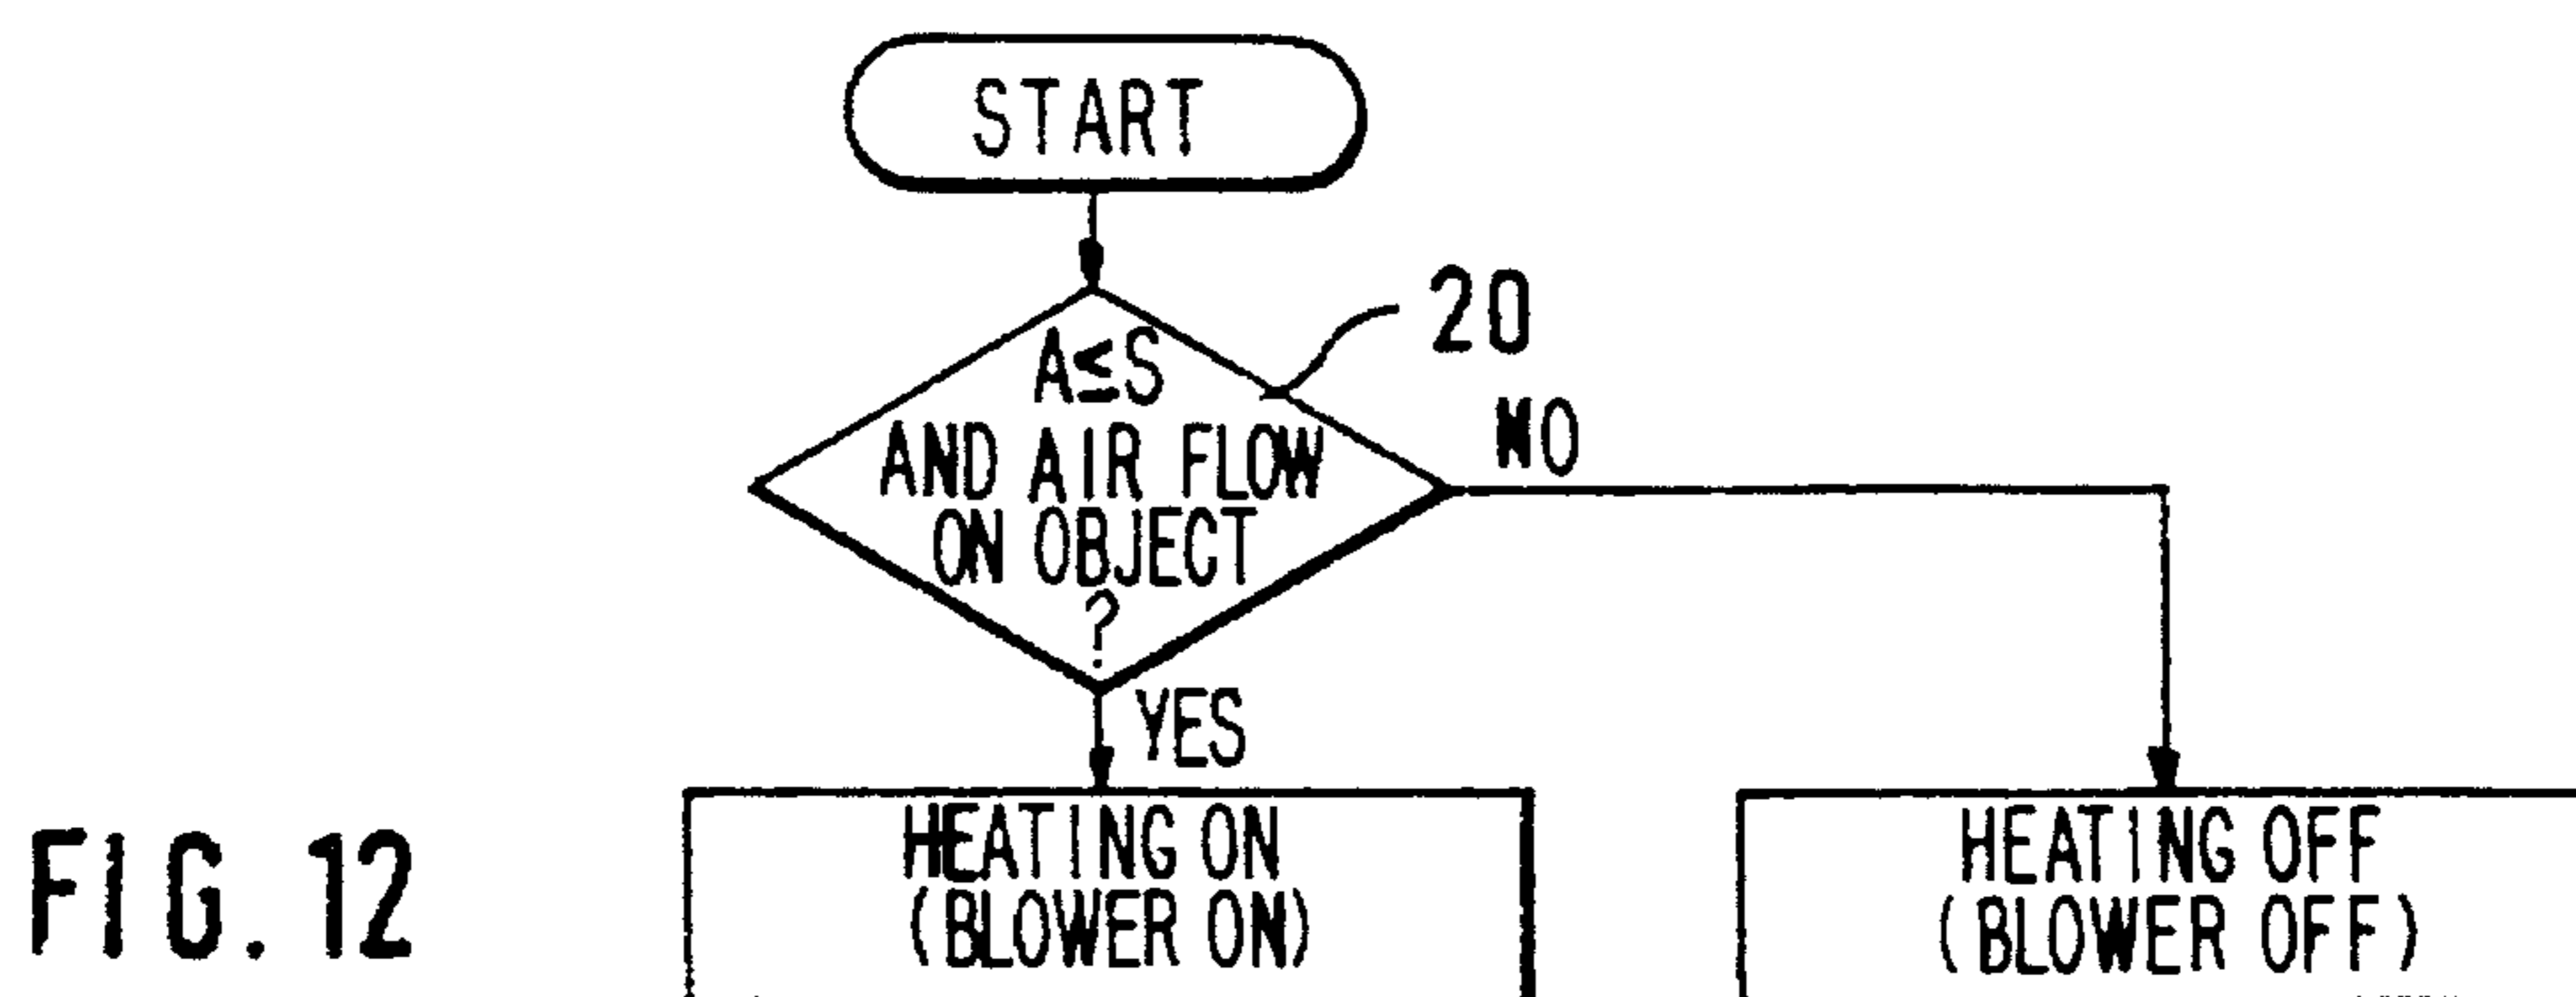 START
A≦S
AND AIR FLOW
ON OBJECT
?
20
NO
YES
HEATING ON
(BLOWER ON)
HEATING OFF
(BLOWER OFF)
FIG. 12